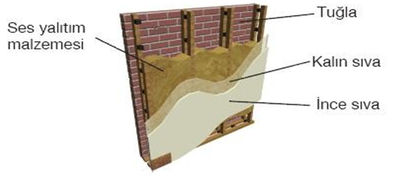 Ses yalıtım
malzemesi
Tuğla
Kalın sıva
İnce sıva